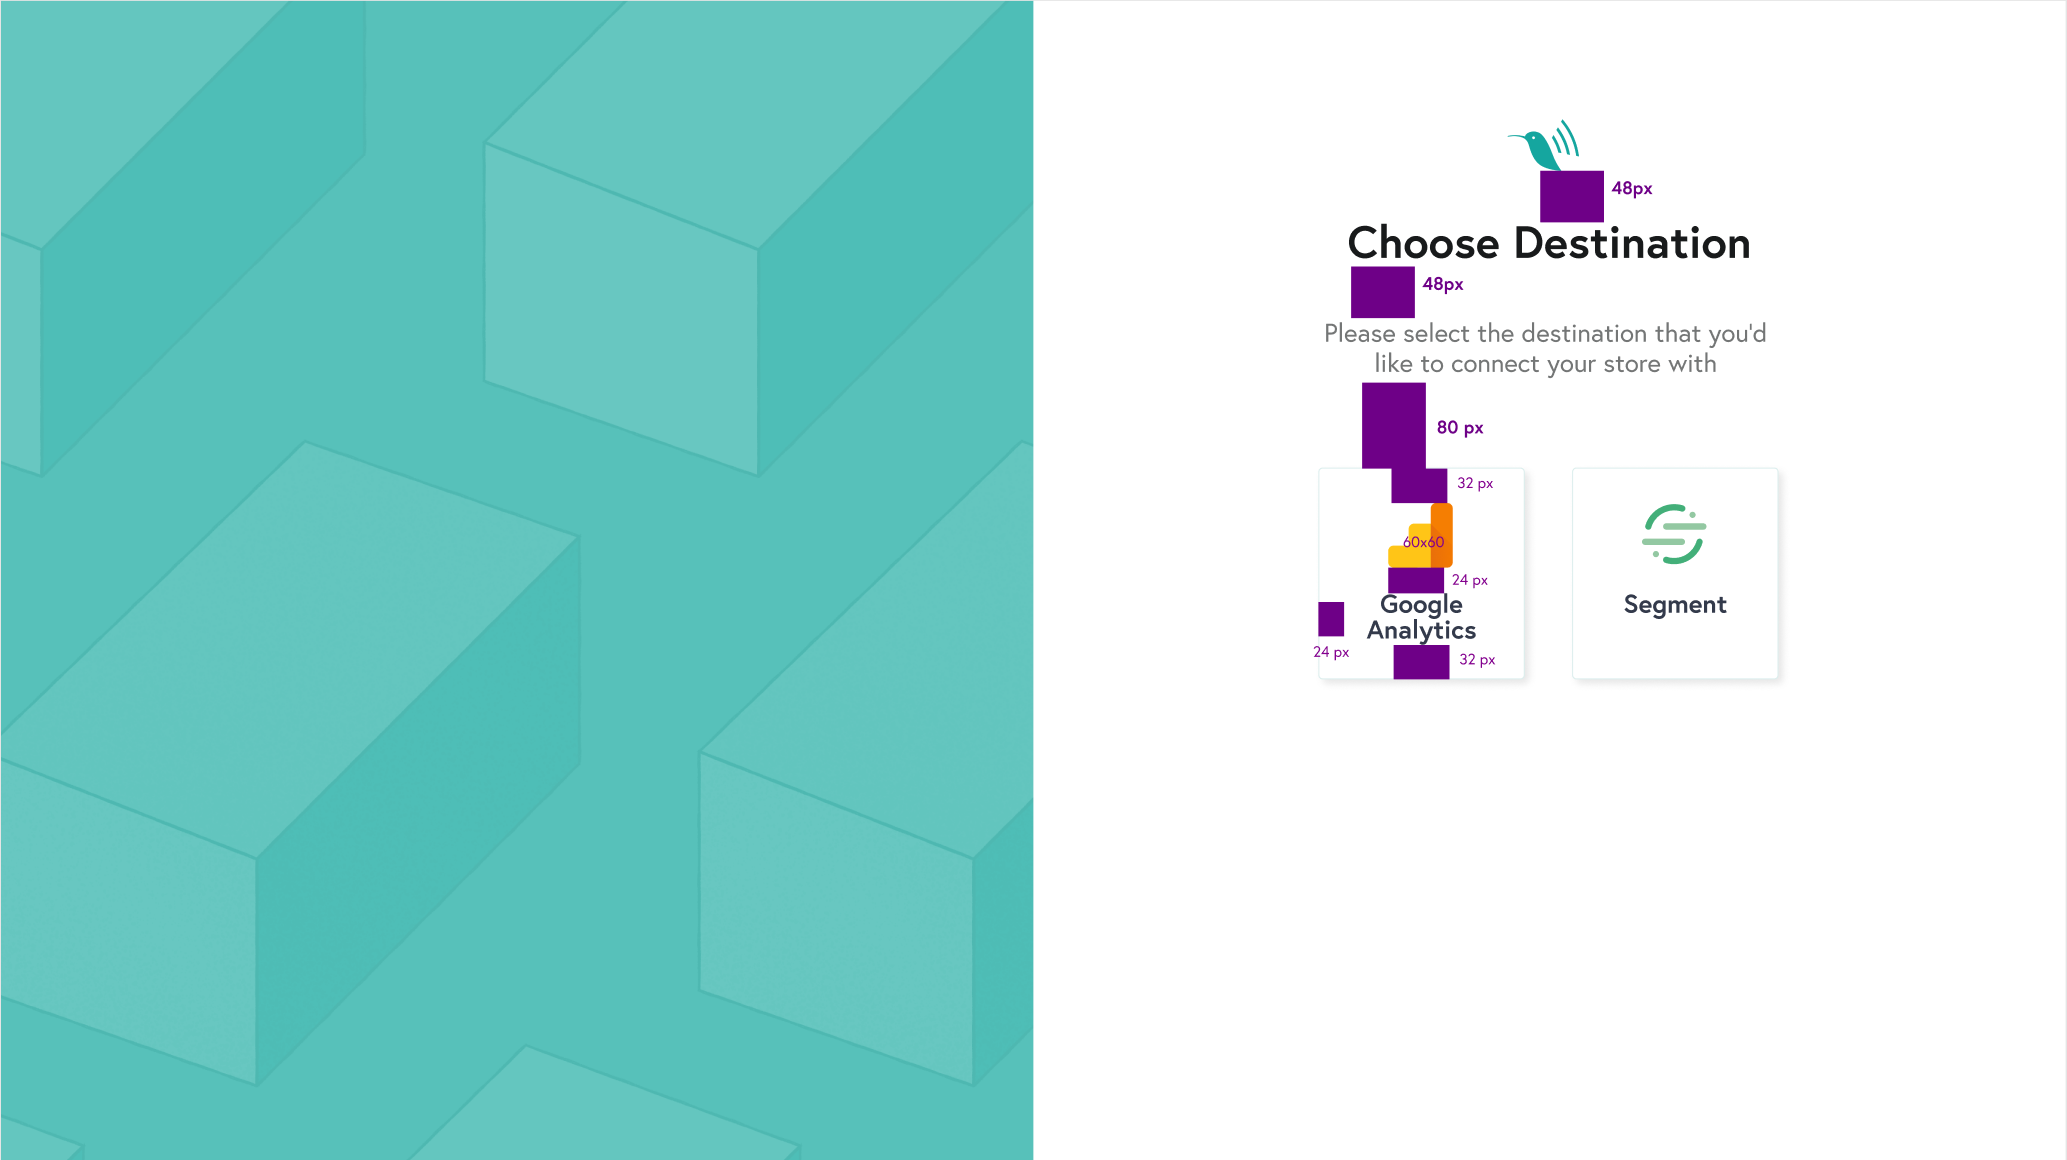 48px
Choose Destination
48px
Please select the destination that you'd
like to connect your store with
80 px
32 px
60x60
24 px
Google
Analytics
24 px
32 px
Segment